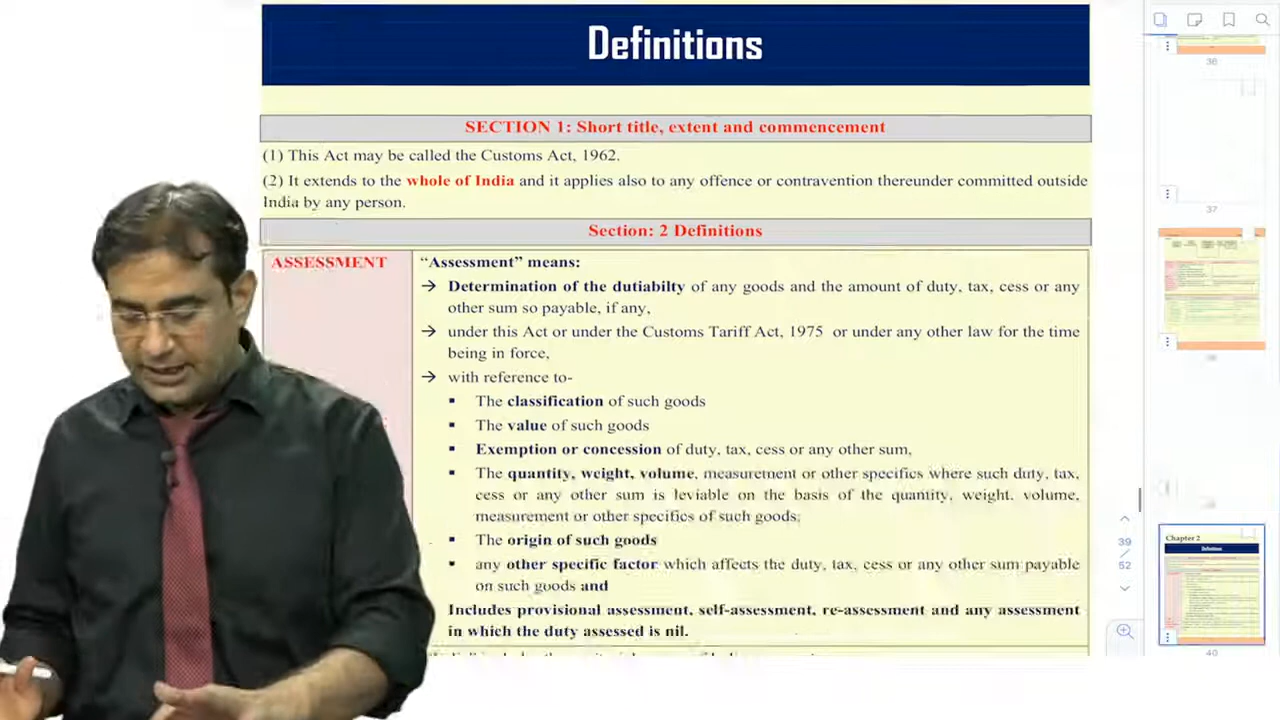 Definitions
SECTION 1: Short title, extent and commencement
(1) This Act may be called the Customs Act, 1962.
(2) It extends to the whole of India and it applies also to any offence or contravention thereunder committed outside
India by any person.
Section: 2 Definitions
ASSESSMENT
“Assessment” means:
→ Determination of the dutiabilty of any goods and the amount of duty, tax, cess or any
other sum so payable, if any,
→ under this Act or under the Customs Tariff Act, 1975 or under any other law for the time
being in force,
→ with reference to-
▪ The classification of such goods
▪ The value of such goods
▪ Exemption or concession of duty, tax, cess or any other sum,
▪ The quantity, weight, volume, measurement or other specifics where such duty, tax,
cess or any other sum is leviable on the basis of the quantity, weight, volume,
measurement or other specifics of such goods;
▪ The origin of such goods
▪ any other specific factor which affects the duty, tax, cess or any other sum payable
on such goods and
Includes provisional assessment, self-assessment, re-assessment and any assessment
in which the duty assessed is nil.
36
37
39
/
52
Chapter 2
Definitions
40